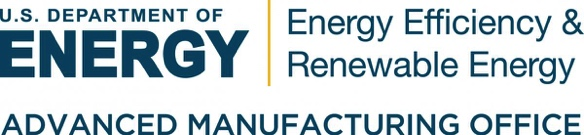 U.S. DEPARTMENT OF
ENERGY
Energy Efficiency &
Renewable Energy
ADVANCED MANUFACTURING OFFICE